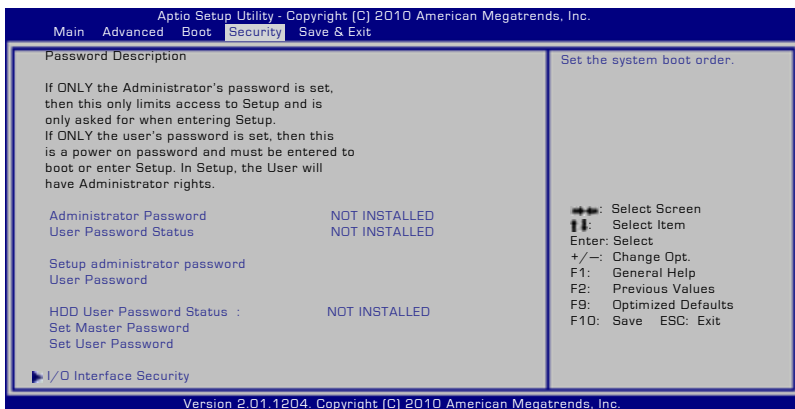 Aptio Setup Utility - Copyright (C) 2010 American Megatrends, Inc.
Main Advanced Boot Security Save & Exit
Password Description
If ONLY the Administrator's password is set,
then this only limits access to Setup and is
only asked for when entering Setup.
If ONLY the user's password is set, then this
is a power on password and must be entered to
boot or enter Setup. In Setup, the User will
have Administrator rights.
Administrator Password NOT INSTALLED
User Password Status NOT INSTALLED
Setup administrator password
User Password
HDD User Password Status : NOT INSTALLED
Set Master Password
Set User Password
I/O Interface Security
Set the system boot order.
→←: Select Screen
↑↓: Select Item
Enter: Select
+/—: Change Opt.
F1: General Help
F2: Previous Values
F9: Optimized Defaults
F10: Save ESC: Exit
Version 2.01.1204. Copyright (C) 2010 American Megatrends, Inc.